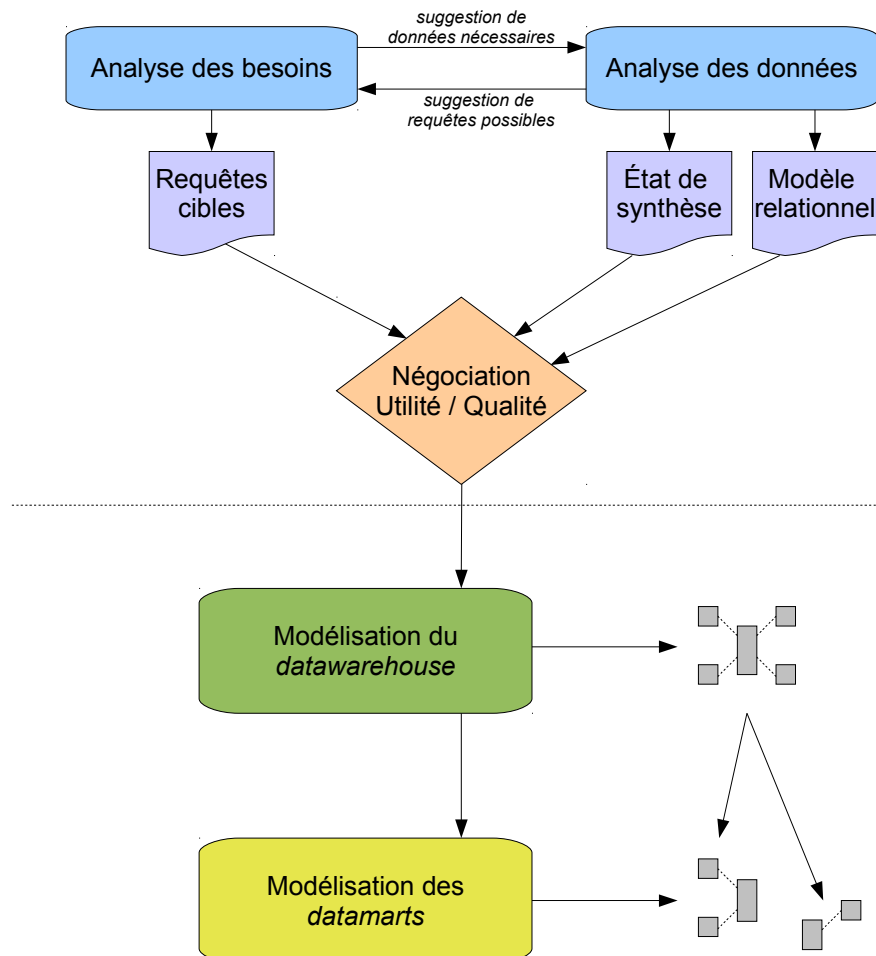 suggestion de
données nécessaires
Analyse des besoins
Analyse des données
suggestion de
requêtes possibles
Requêtes
cibles
État de
synthèse
Modèle
relationnel
Négociation
Utilité / Qualité
Modélisation du
datawarehouse
Modélisation des
datamarts